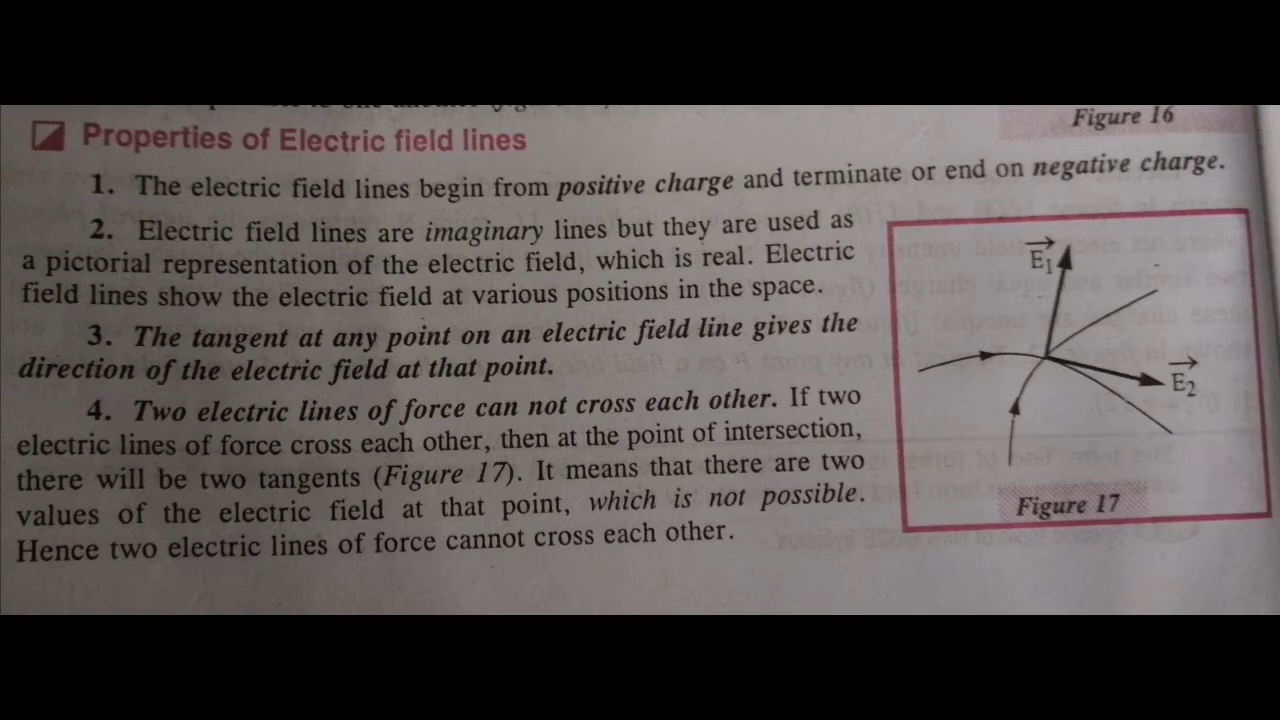 Figure 16
Properties of Electric field lines
1. The electric field lines begin from positive charge and terminate or end on negative charge.
2. Electric field lines are imaginary lines but they are used as
a pictorial representation of the electric field, which is real. Electric
field lines show the electric field at various positions in the space.
3. The tangent at any point on an electric field line gives the
direction of the electric field at that point.
4. Two electric lines of force can not cross each other. If two
electric lines of force cross each other, then at the point of intersection,
there will be two tangents (Figure 17). It means that there are two
values of the electric field at that point, which is not possible.
Hence two electric lines of force cannot cross each other.
E1
E2
Figure 17